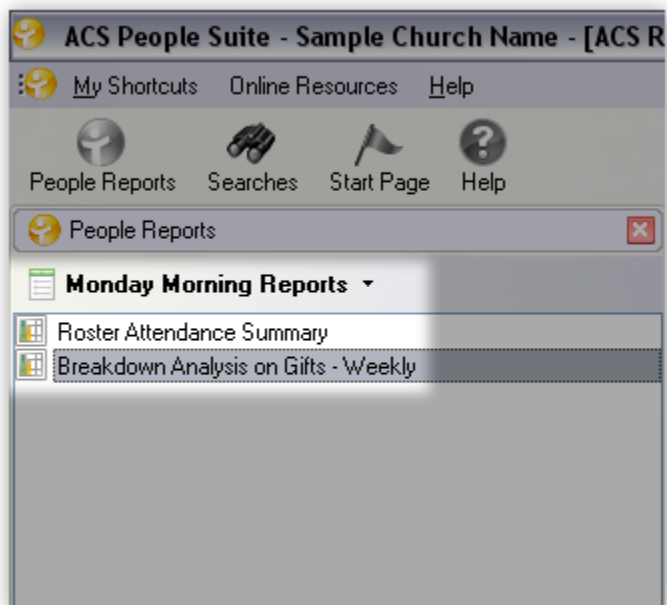 ACS People Suite - Sample Church Name - [ACS R
My Shortcuts Online Resources Help
People Reports Searches Start Page Help
People Reports
Monday Morning Reports
Roster Attendance Summary
Breakdown Analysis on Gifts - Weekly